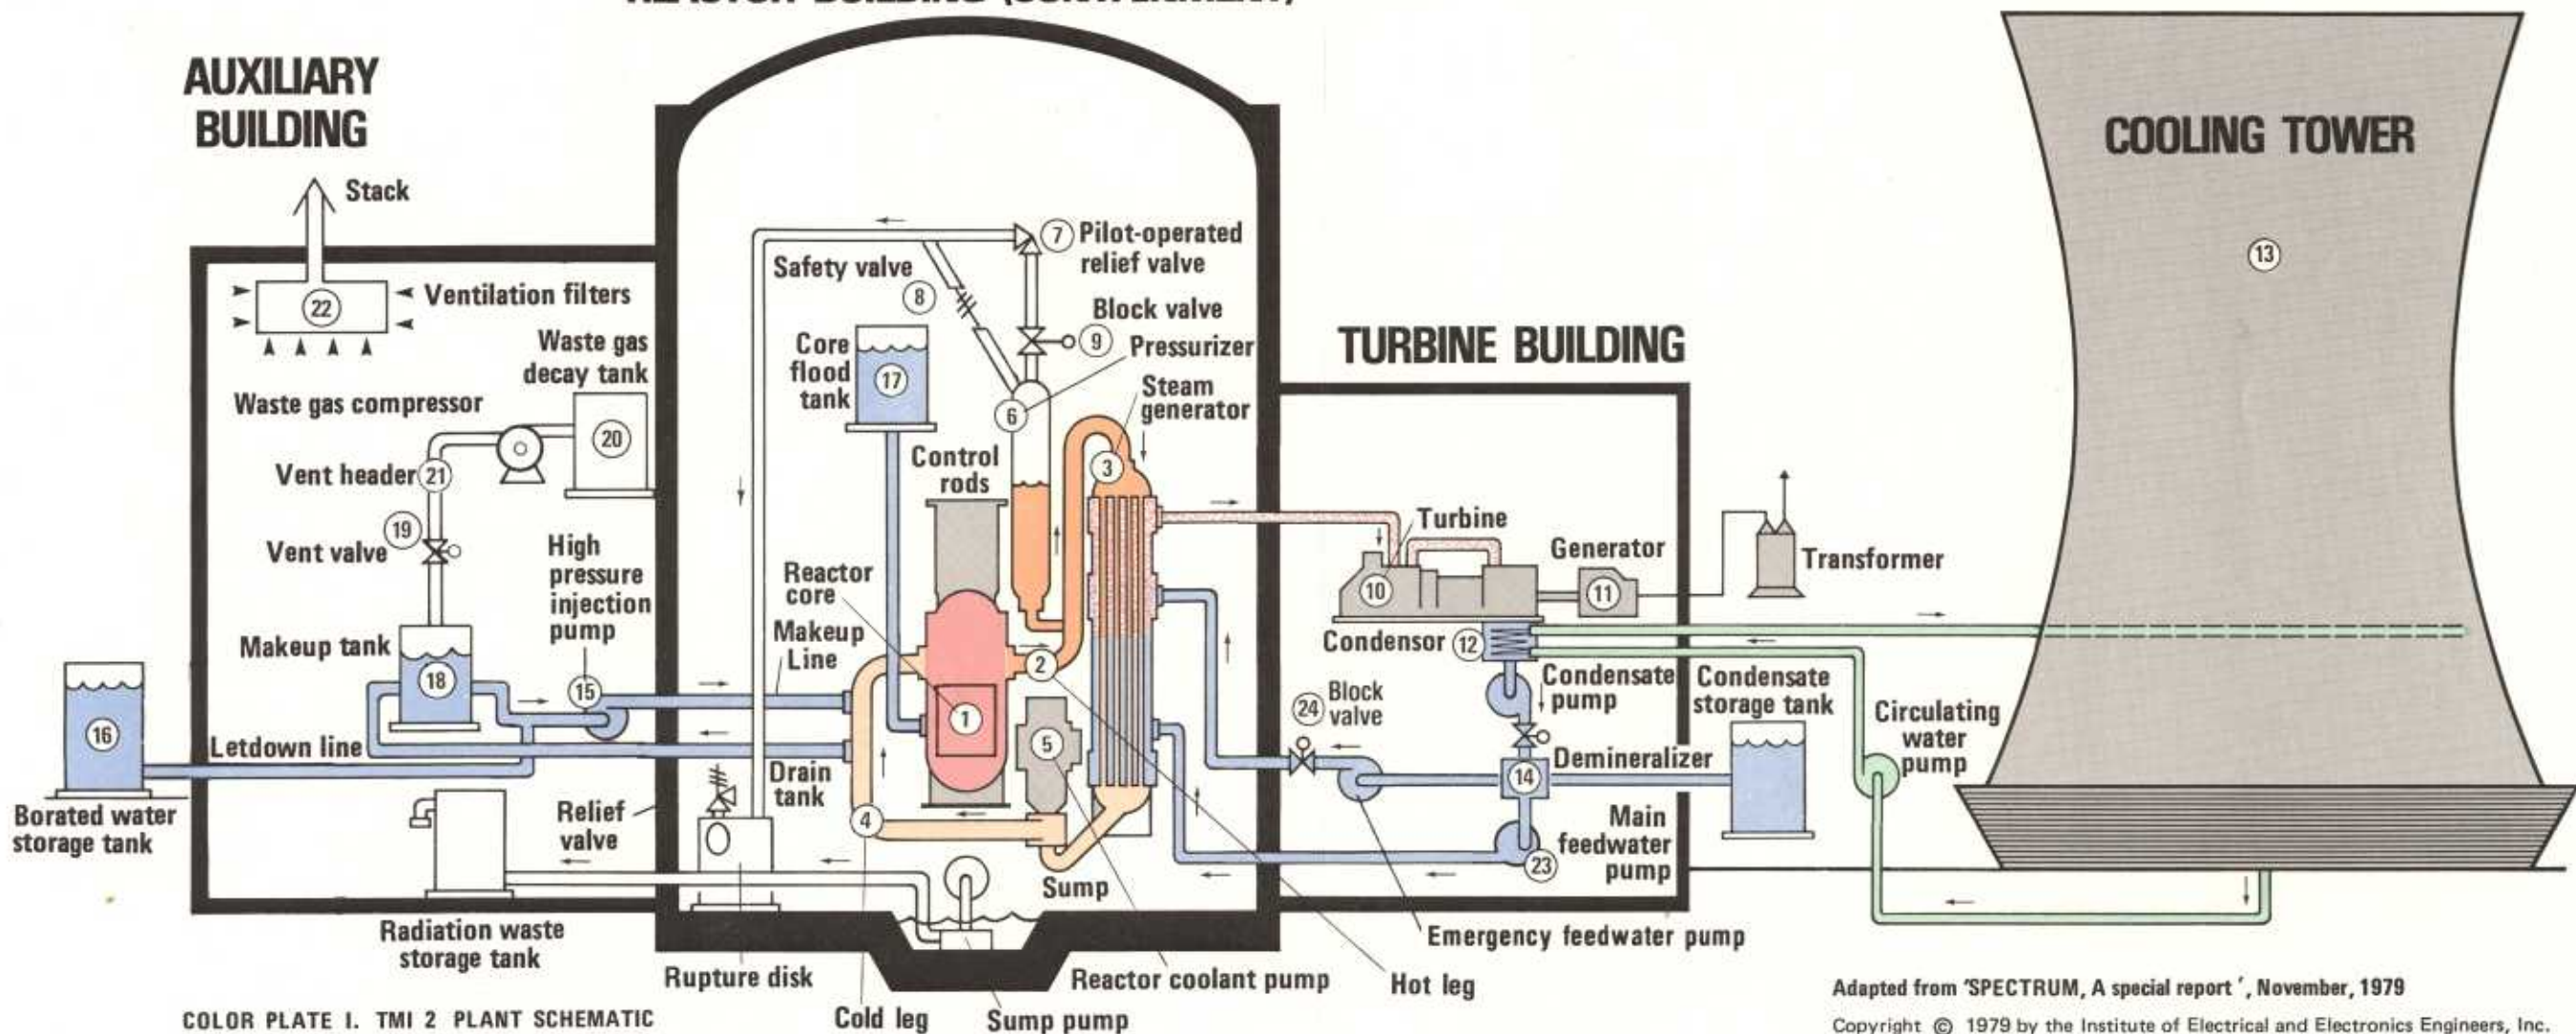 REACTOR BUILDING (CONTAINMENT)
AUXILIARY
BUILDING
COOLING TOWER
TURBINE BUILDING
Stack
22
Ventilation filters
Waste gas
decay tank
Waste gas compressor
20
Vent header
21
19
Vent valve
High
pressure
injection
pump
Makeup tank
18
15
16
Letdown line
Borated water
storage tank
Radiation waste
storage tank
7
Pilot-operated
relief valve
Safety valve
8
Block valve
9
Pressurizer
Core
flood
tank
17
6
Steam
generator
3
Control
rods
Reactor
core
Makeup
Line
2
1
5
Drain
tank
Relief
valve
4
Sump
Rupture disk
Cold leg
Sump pump
Reactor coolant pump
Hot leg
Turbine
10
Generator
11
Transformer
Condensor
12
Condensate
pump
Condensate
storage tank
24
Block
valve
Demineralizer
14
Main
feedwater
pump
23
Emergency feedwater pump
Circulating
water
pump
13
COLOR PLATE I. TMI 2 PLANT SCHEMATIC
Adapted from 'SPECTRUM, A special report', November, 1979
Copyright © 1979 by the Institute of Electrical and Electronics Engineers, Inc.